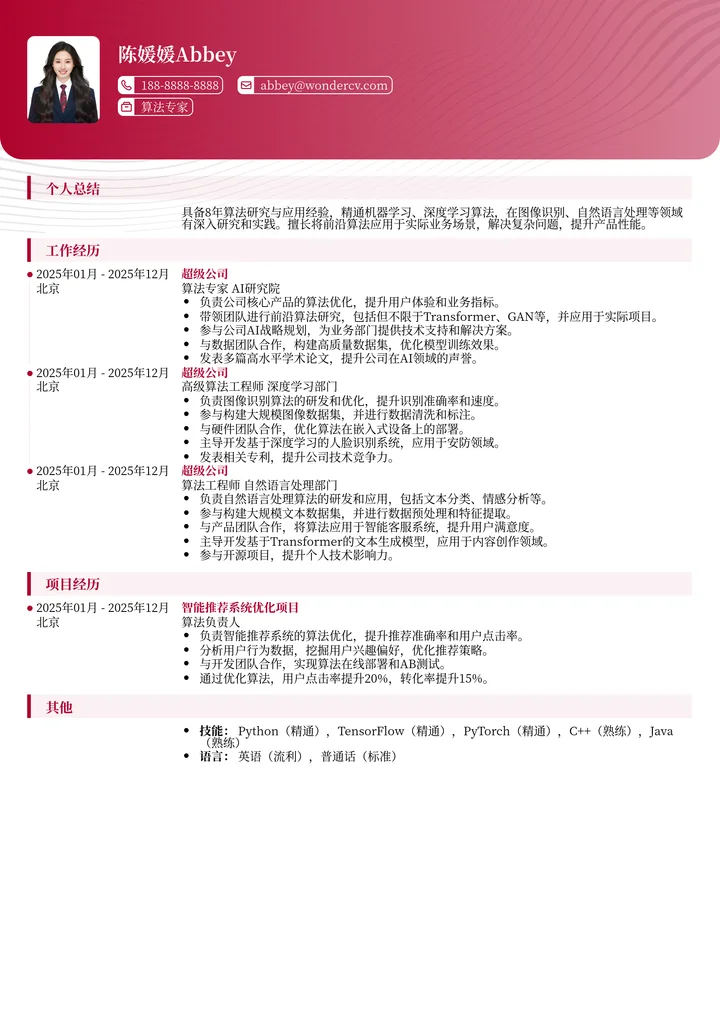 陈媛媛Abbey
188-8888-8888 abbey@wondercv.com
算法专家
个人总结
具备8年算法研究与应用经验，精通机器学习、深度学习算法，在图像识别、自然语言处理等领域
有深入研究和实践。擅长将前沿算法应用于实际业务场景，解决复杂问题，提升产品性能。
工作经历
2025年01月 - 2025年12月 超级公司
北京 算法专家 AI研究院
• 负责公司核心产品的算法优化，提升用户体验和业务指标。
• 带领团队进行前沿算法研究，包括但不限于Transformer、GAN等，并应用于实际项目。
• 参与公司AI战略规划，为业务部门提供技术支持和解决方案。
• 与数据团队合作，构建高质量数据集，优化模型训练效果。
• 发表多篇高水平学术论文，提升公司在AI领域的声誉。
2025年01月 - 2025年12月 超级公司
北京 高级算法工程师 深度学习部门
• 负责图像识别算法的研发和优化，提升识别准确率和速度。
• 参与构建大规模图像数据集，并进行数据清洗和标注。
• 与硬件团队合作，优化算法在嵌入式设备上的部署。
• 主导开发基于深度学习的人脸识别系统，应用于安防领域。
• 发表相关专利，提升公司技术竞争力。
2025年01月 - 2025年12月 超级公司
北京 算法工程师 自然语言处理部门
• 负责自然语言处理算法的研发和应用，包括文本分类、情感分析等。
• 参与构建大规模文本数据集，并进行数据预处理和特征提取。
• 与产品团队合作，将算法应用于智能客服系统，提升用户满意度。
• 主导开发基于Transformer的文本生成模型，应用于内容创作领域。
• 参与开源项目，提升个人技术影响力。
项目经历
2025年01月 - 2025年12月 智能推荐系统优化项目
北京 算法负责人
• 负责智能推荐系统的算法优化，提升推荐准确率和用户点击率。
• 分析用户行为数据，挖掘用户兴趣偏好，优化推荐策略。
• 与开发团队合作，实现算法在线部署和AB测试。
• 通过优化算法，用户点击率提升20%，转化率提升15%。
其他
• 技能： Python（精通）, TensorFlow（精通）, PyTorch（精通）, C++（熟练）, Java
（熟练）
• 语言： 英语（流利）, 普通话（标准）